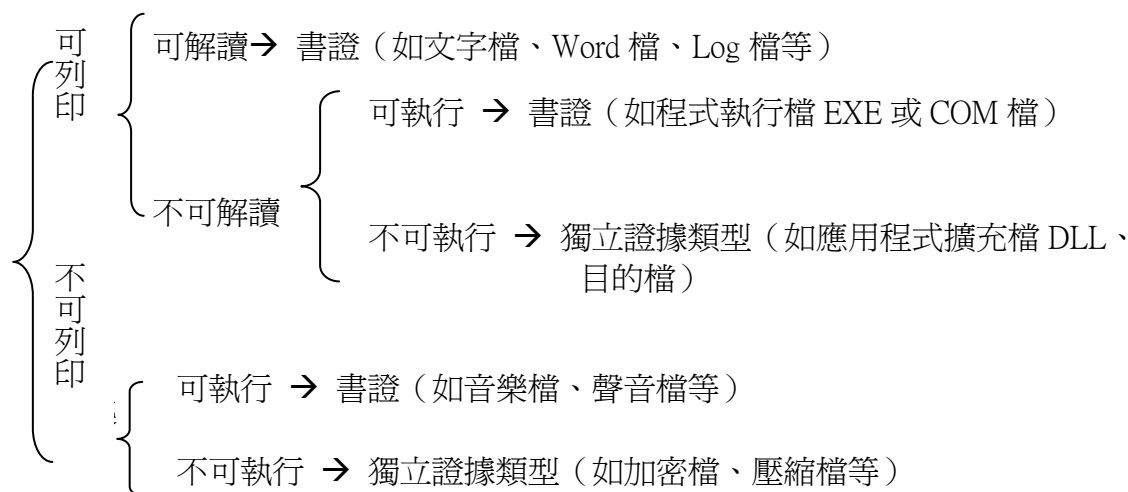 可列印
可解讀→ 書證（如文字檔、Word 檔、Log 檔等）
可執行 → 書證（如程式執行檔 EXE 或 COM 檔）
不可解讀
不可執行 → 獨立證據類型（如應用程式擴充檔 DLL、
目的檔）
不可列印
可執行 → 書證（如音樂檔、聲音檔等）
不可執行 → 獨立證據類型（如加密檔、壓縮檔等）